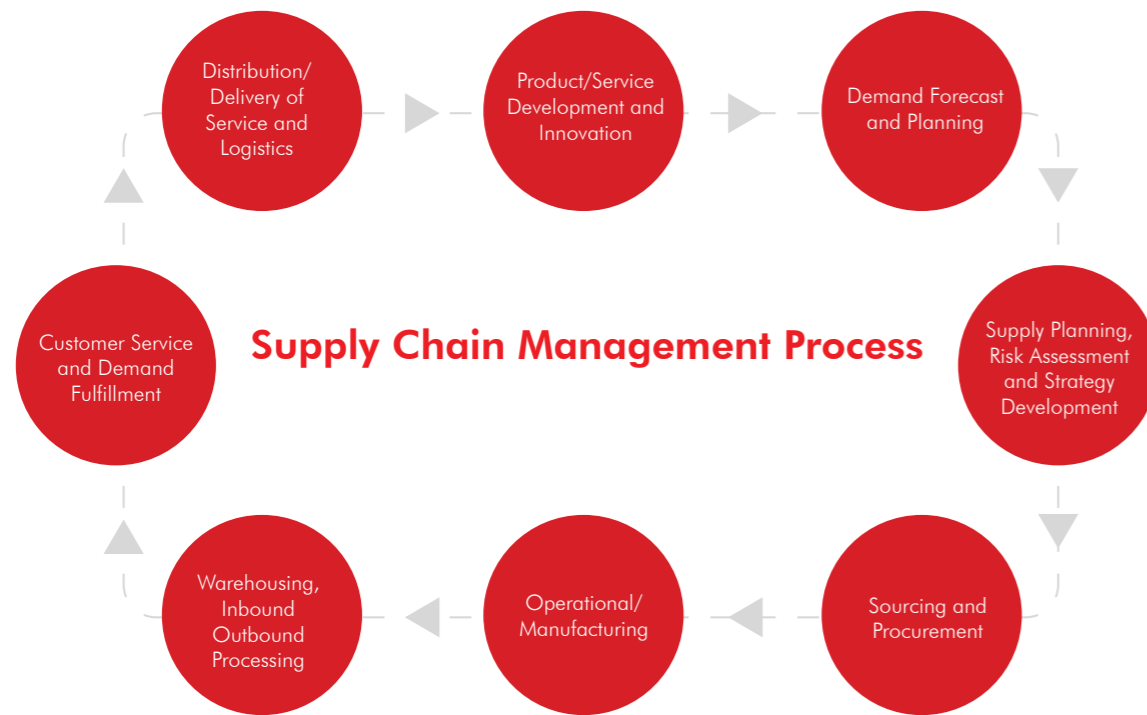 Distribution/
Delivery of
Service and
Logistics
Product/Service
Development and
Innovation
Demand Forecast
and Planning
Customer Service
and Demand
Fulfillment
Supply Chain Management Process
Supply Planning,
Risk Assessment
and Strategy
Development
Warehousing,
Inbound
Outbound
Processing
Operational/
Manufacturing
Sourcing and
Procurement